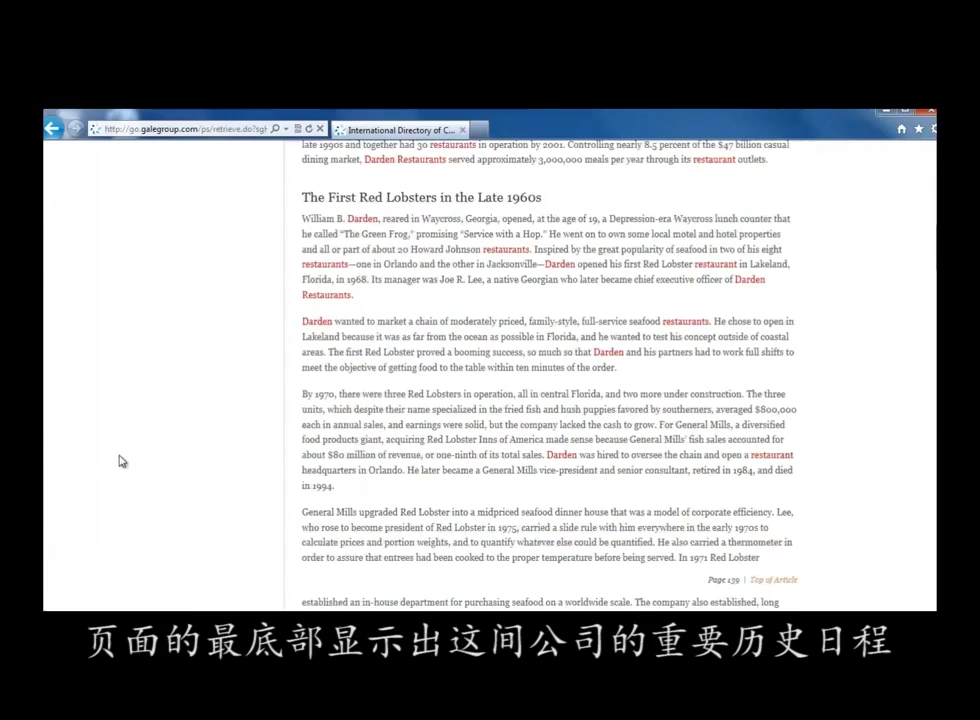 http://go.galegroup.com/ps/retrieve.do?sgl
International Directory of C...
late 1990s and together had 30 restaurants in operation by 2001. Controlling nearly 8.5 percent of the $47 billion casual
dining market, Darden Restaurants served approximately 3,000,000 meals per year through its restaurant outlets.
The First Red Lobsters in the Late 1960s
William B. Darden, reared in Waycross, Georgia, opened, at the age of 19, a Depression-era Waycross lunch counter that
he called “The Green Frog,” promising “Service with a Hop.” He went on to own some local motel and hotel properties
and all or part of about 20 Howard Johnson restaurants. Inspired by the great popularity of seafood in two of his eight
restaurants—one in Orlando and the other in Jacksonville—Darden opened his first Red Lobster restaurant in Lakeland,
Florida, in 1968. Its manager was Joe R. Lee, a native Georgian who later became chief executive officer of Darden
Restaurants.
Darden wanted to market a chain of moderately priced, family-style, full-service seafood restaurants. He chose to open in
Lakeland because it was as far from the ocean as possible in Florida, and he wanted to test his concept outside of coastal
areas. The first Red Lobster proved a booming success, so much so that Darden and his partners had to work full shifts to
meet the objective of getting food to the table within ten minutes of the order.
By 1970, there were three Red Lobsters in operation, all in central Florida, and two more under construction. The three
units, which despite their name specialized in the fried fish and hush puppies favored by southerners, averaged $800,000
each in annual sales, and earnings were solid, but the company lacked the cash to grow. For General Mills, a diversified
food products giant, acquiring Red Lobster Inns of America made sense because General Mills' fish sales accounted for
about $80 million of revenue, or one-ninth of its total sales. Darden was hired to oversee the chain and open a restaurant
headquarters in Orlando. He later became a General Mills vice-president and senior consultant, retired in 1984, and died
in 1994.
General Mills upgraded Red Lobster into a midpriced seafood dinner house that was a model of corporate efficiency. Lee,
who rose to become president of Red Lobster in 1975, carried a slide rule with him everywhere in the early 1970s to
calculate prices and portion weights, and to quantify whatever else could be quantified. He also carried a thermometer in
order to assure that entrees had been cooked to the proper temperature before being served. In 1971 Red Lobster
Page 139 | Top of Article
established an in-house department for purchasing seafood on a worldwide scale. The company also established, long
页面的最底部显示出这间公司的重要历史日程